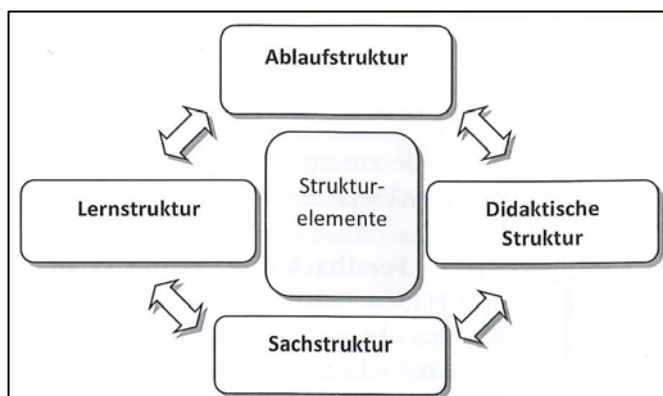 Ablaufstruktur
Lernstruktur
Struktur-
elemente
Didaktische
Struktur
Sachstruktur